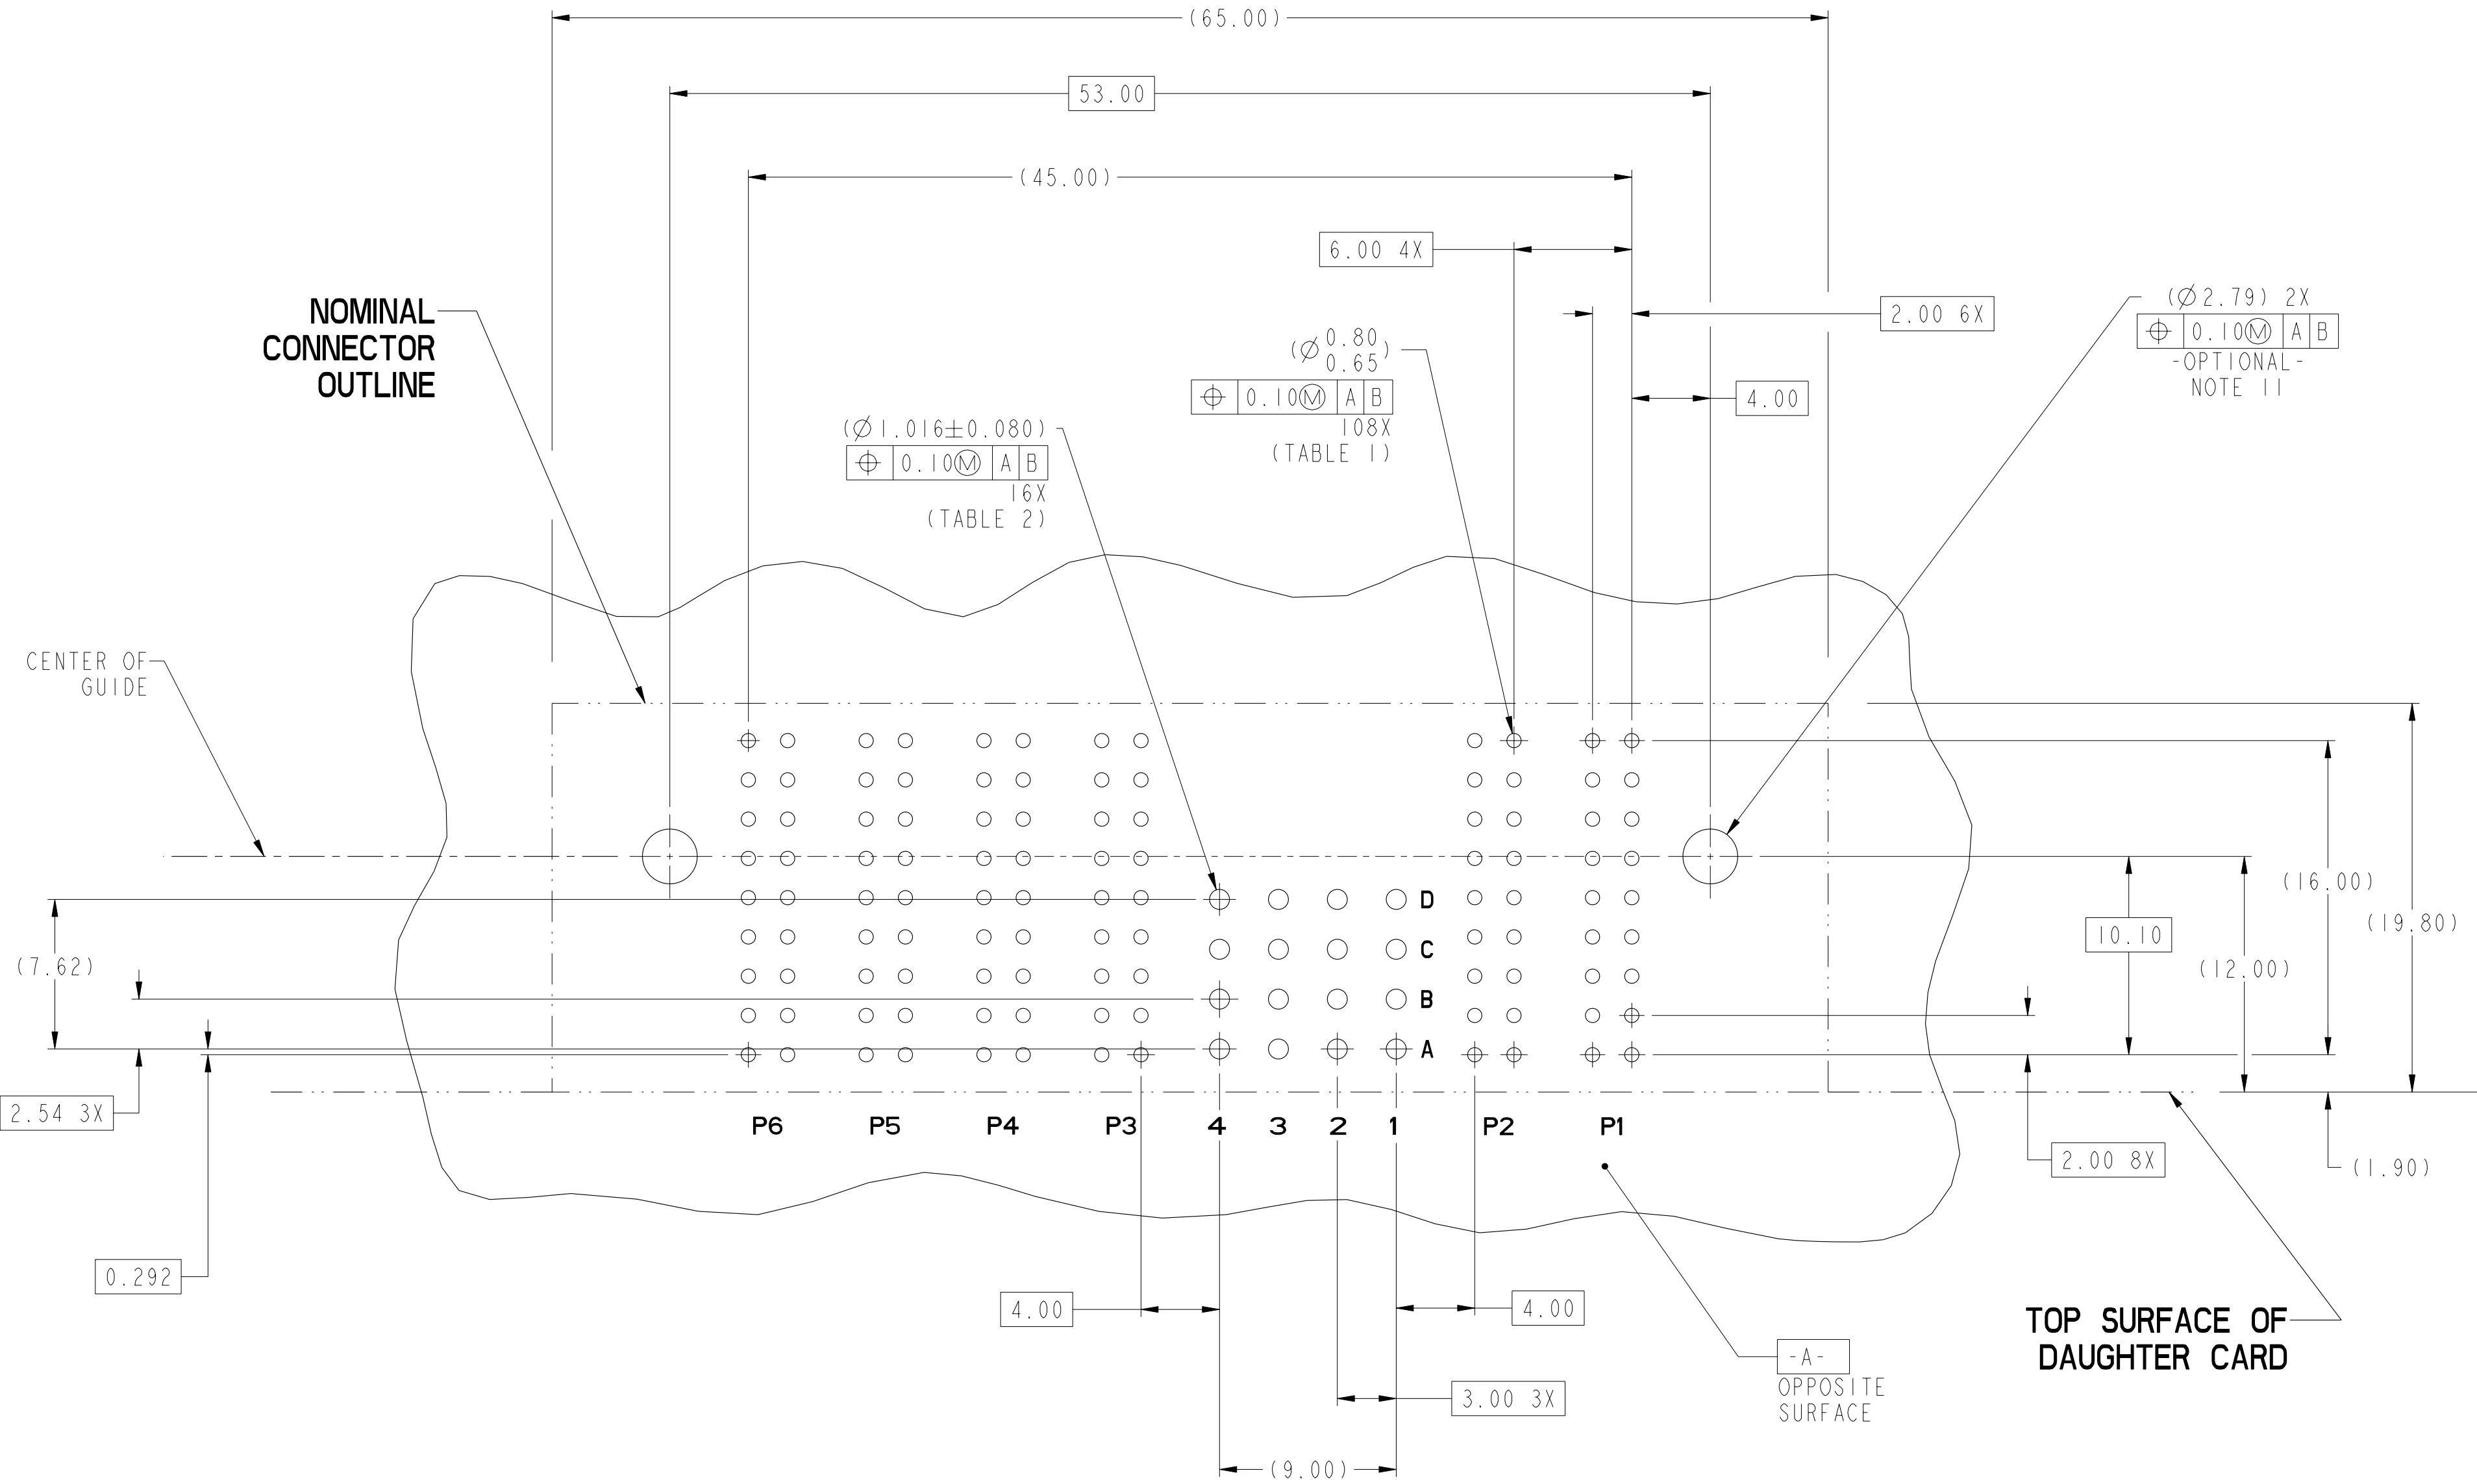 (65.00)
53.00
(45.00)
6.00 4X
2.00 6X
(Ø2.79) 2X
⌖ 0.10Ⓜ A B
-OPTIONAL-
NOTE 11
NOMINAL
CONNECTOR
OUTLINE
(Ø 0.80
0.65)
⌖ 0.10Ⓜ A B
108X
(TABLE 1)
4.00
(Ø1.016±0.080)
⌖ 0.10Ⓜ A B
16X
(TABLE 2)
CENTER OF
GUIDE
(16.00)
(19.80)
D
10.10
C
(7.62)
(12.00)
B
A
2.54 3X
P6 P5 P4 P3 4 3 2 1 P2 P1
2.00 8X
(1.90)
0.292
4.00
4.00
TOP SURFACE OF
DAUGHTER CARD
-A-
OPPOSITE
SURFACE
3.00 3X
(9.00)